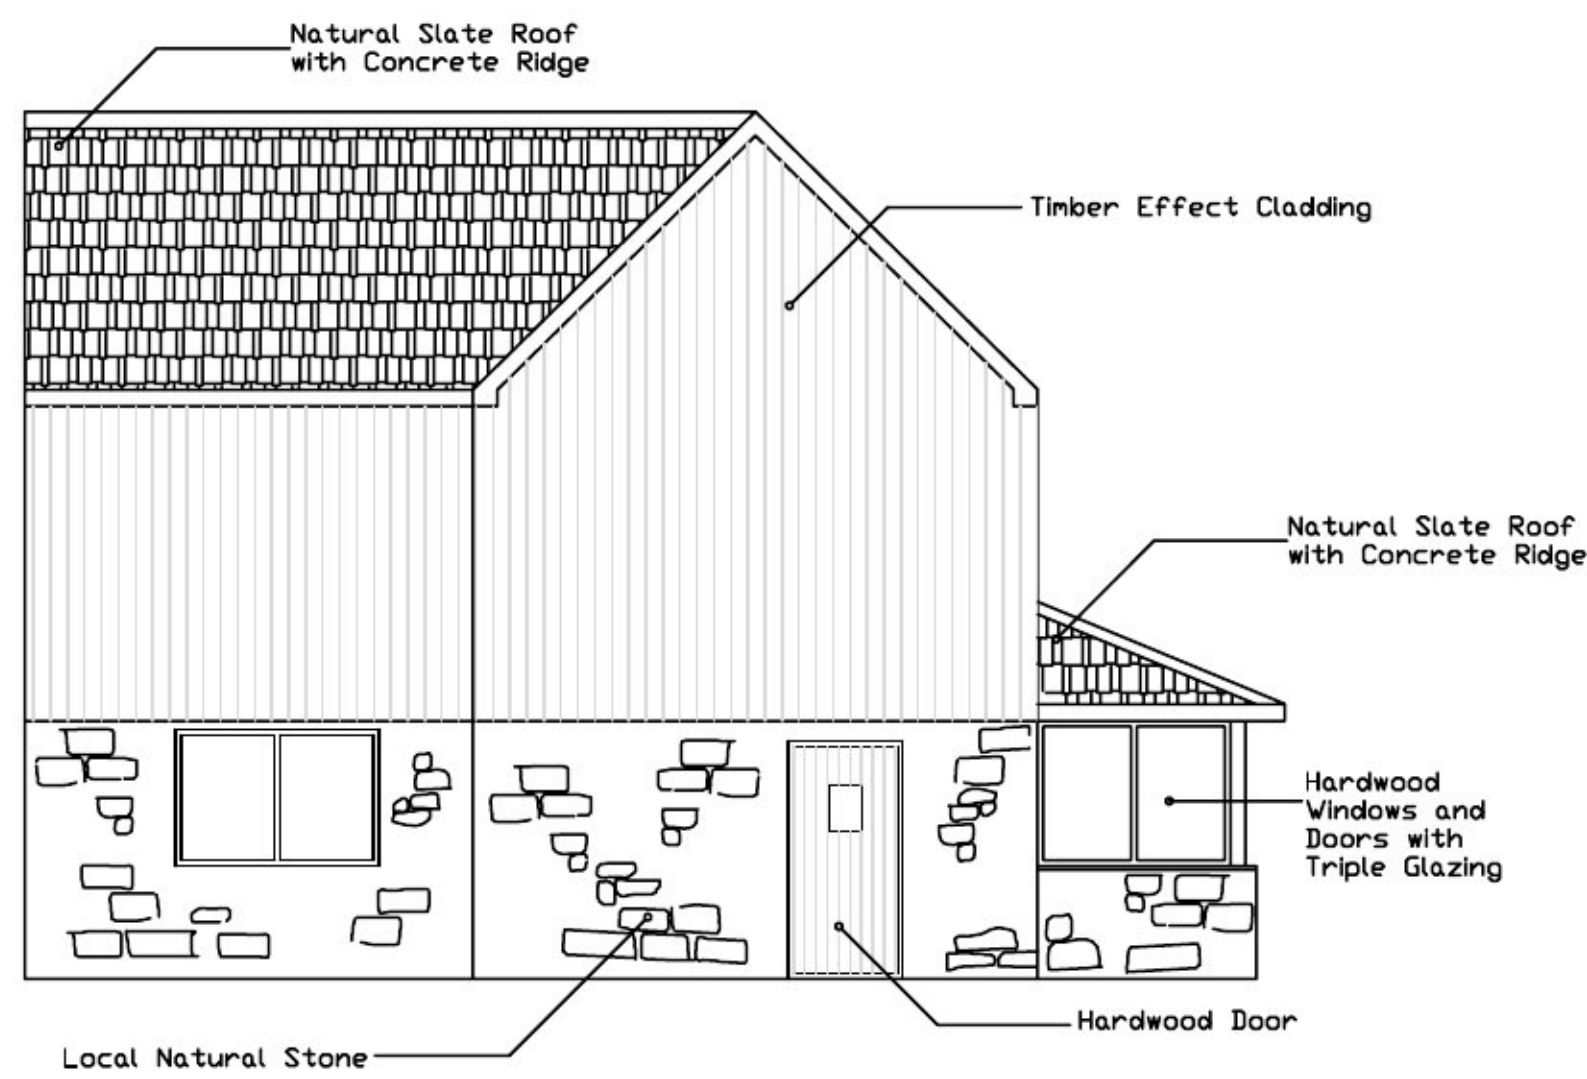 Natural Slate Roof
with Concrete Ridge
Timber Effect Cladding
Natural Slate Roof
with Concrete Ridge
Hardwood
Windows and
Doors with
Triple Glazing
Hardwood Door
Local Natural Stone